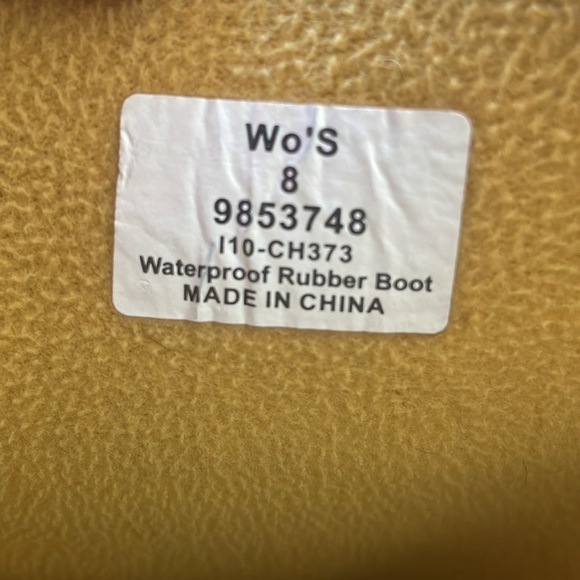 Wo'S
8
9853748
I10-CH373
Waterproof Rubber Boot
MADE IN CHINA